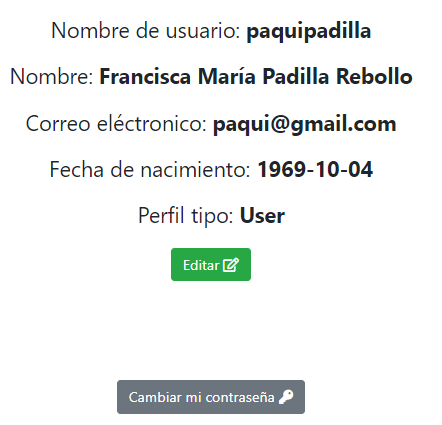 Nombre de usuario: paquipadilla
Nombre: Francisca María Padilla Rebollo
Correo eléctronico: paqui@gmail.com
Fecha de nacimiento: 1969-10-04
Perfil tipo: User
Editar
Cambiar mi contraseña